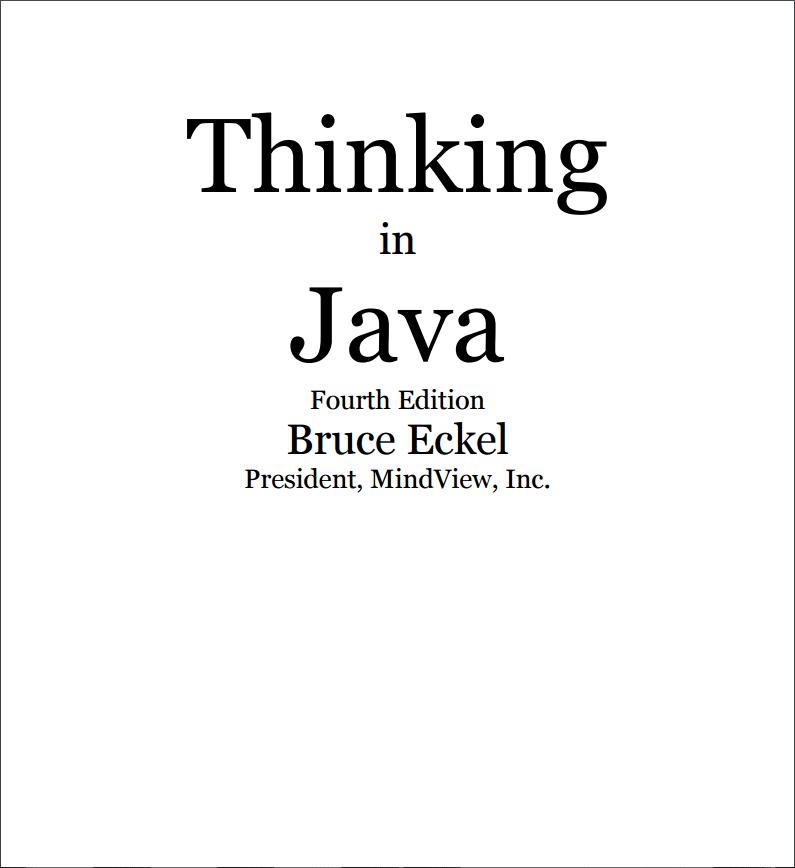 Thinking
in
Java
Fourth Edition
Bruce Eckel
President, MindView, Inc.